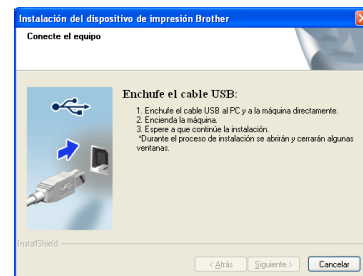 Instalación del dispositivo de impresión Brother
Conecte el equipo
Enchufe el cable USB:
1. Enchufe el cable USB al PC y a la máquina directamente.
2. Encienda la máquina.
3. Espere a que continúe la instalación.
*Durante el proceso de instalación se abrirán y cerrarán algunas
ventanas.
InstallShield
< Atrás Siguiente > Cancelar